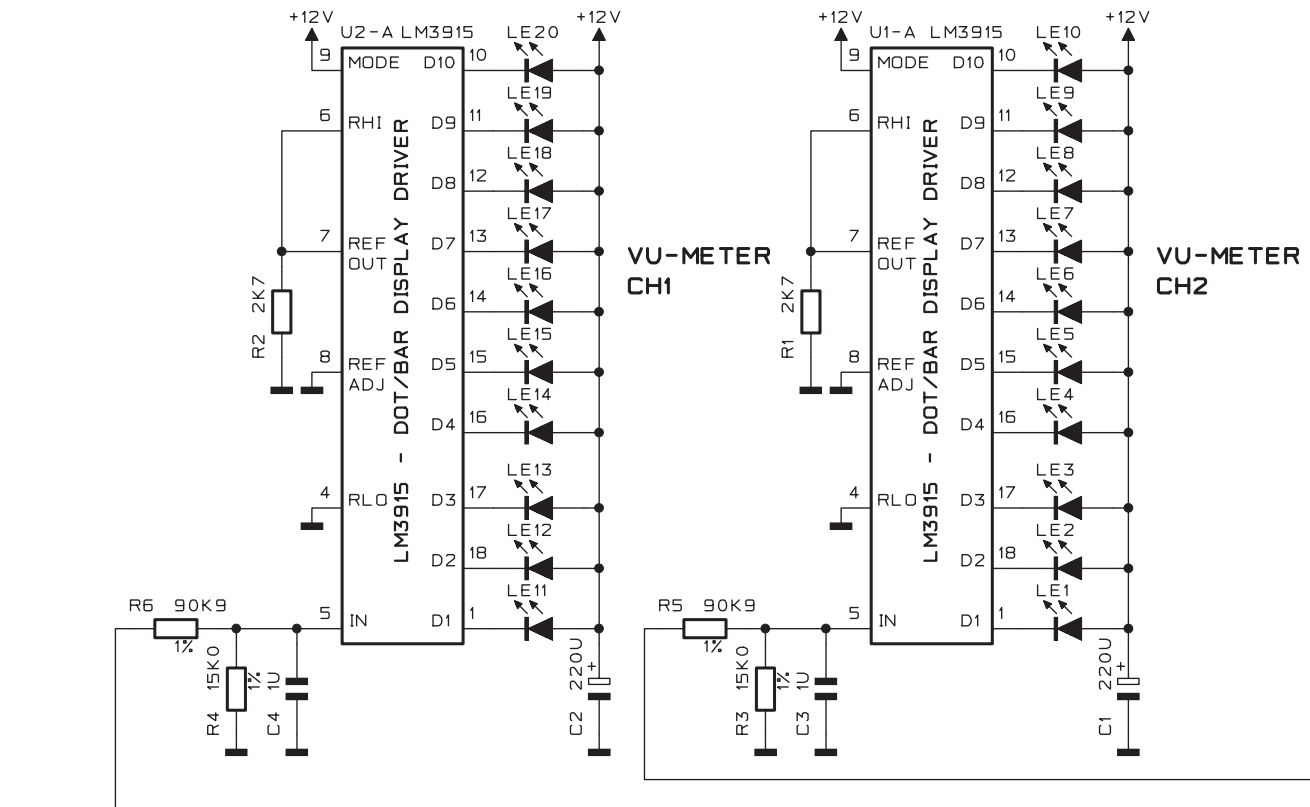 +12V
U2-A LM3915
LE20
+12V
9
MODE
D10
10
LE19
6
RHI
D9
11
LE18
D8
12
LE17
7
REF
OUT
D7
13
VU-METER
CH1
LE16
D6
14
R2 2K7
LE15
8
REF
ADJ
D5
15
LE14
D4
16
LE13
4
RLO
D3
17
LE12
D2
18
LE11
LM3915 - DOT/BAR DISPLAY DRIVER
R6 90K9
1%
5
IN
D1
1
R4 15K0
1%
C4 1U
C2 220U
+
+12V
U1-A LM3915
LE10
+12V
9
MODE
D10
10
LE9
6
RHI
D9
11
LE8
D8
12
LE7
7
REF
OUT
D7
13
VU-METER
CH2
LE6
D6
14
R1 2K7
LE5
8
REF
ADJ
D5
15
LE4
D4
16
LE3
4
RLO
D3
17
LE2
D2
18
LE1
LM3915 - DOT/BAR DISPLAY DRIVER
R5 90K9
1%
5
IN
D1
1
R3 15K0
1%
C3 1U
C1 220U
+